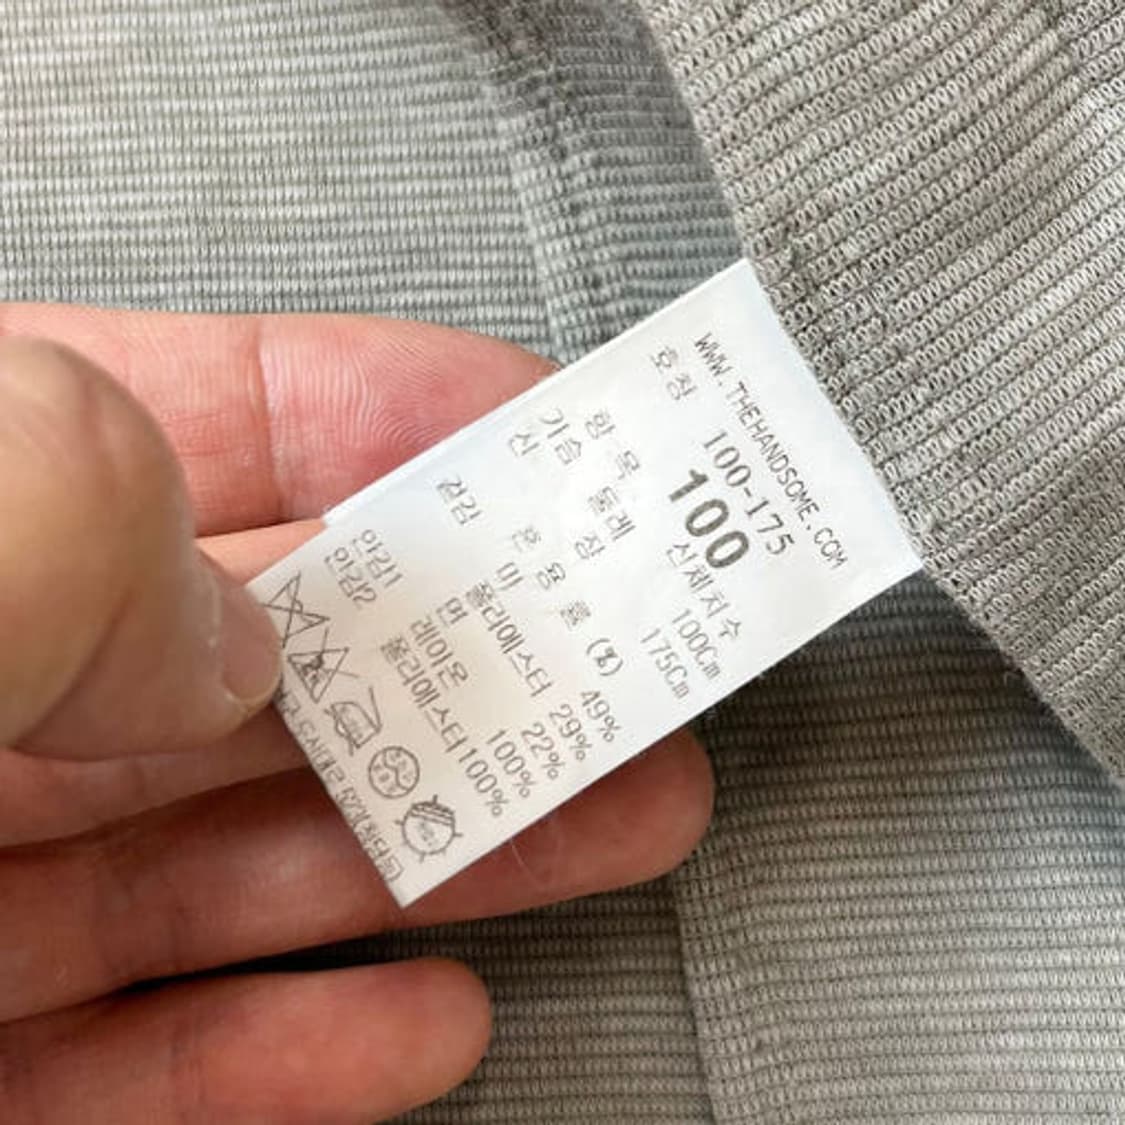 WWW.THEHANDSOME.COM
호칭 100-175
100
항목 신체치수
가슴둘레 100Cm
신장 175Cm
혼용률 (%)
겉감 폴리에스터 49%
면 29%
22%
안감1 레이온 100%
안감2 폴리에스터 100%